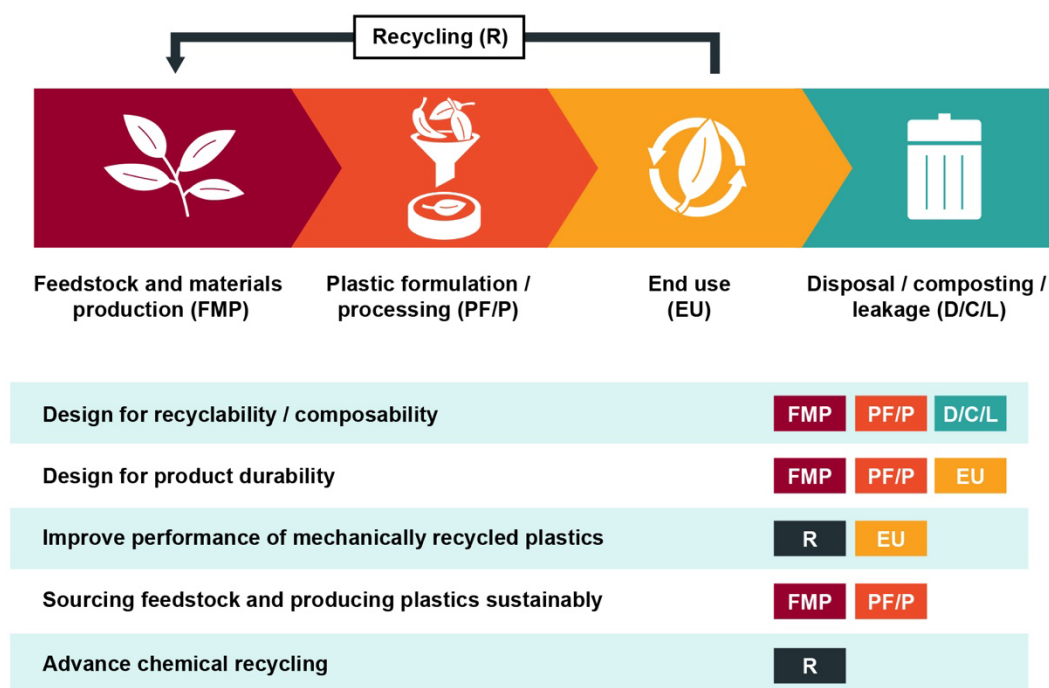 Recycling (R)
Feedstock and materials
production (FMP)
Plastic formulation /
processing (PF/P)
End use
(EU)
Disposal / composting /
leakage (D/C/L)
Design for recyclability / composability FMP PF/P D/C/L
Design for product durability FMP PF/P EU
Improve performance of mechanically recycled plastics R EU
Sourcing feedstock and producing plastics sustainably FMP PF/P
Advance chemical recycling R